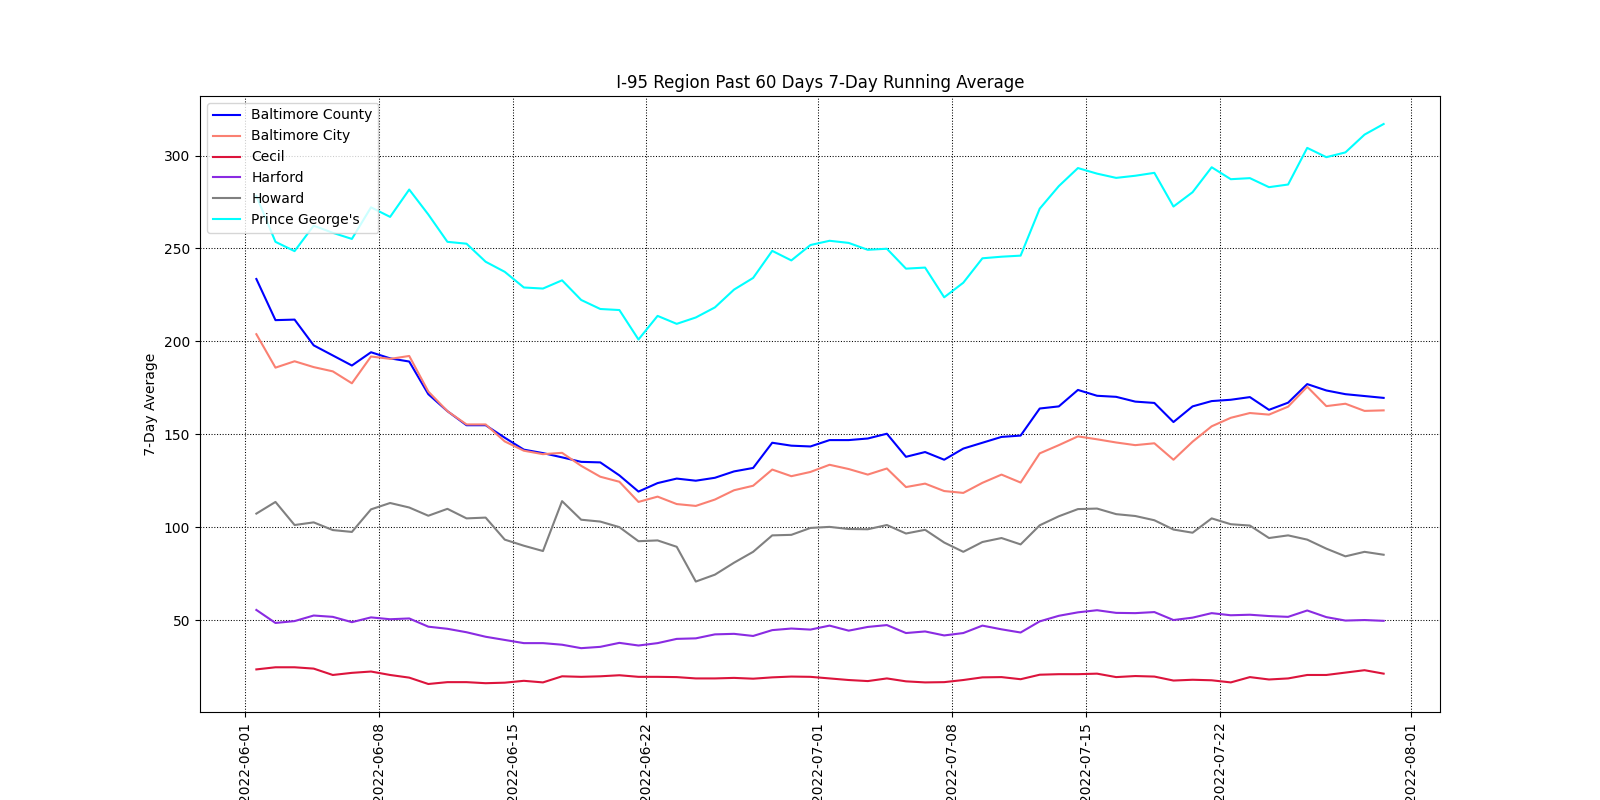 I-95 Region Past 60 Days 7-Day Running Average
Baltimore County
Baltimore City
Cecil
Harford
Howard
Prince George's
7-Day Average
300
250
200
150
100
50
2022-06-01
2022-06-08
2022-06-15
2022-06-22
2022-07-01
2022-07-08
2022-07-15
2022-07-22
2022-08-01